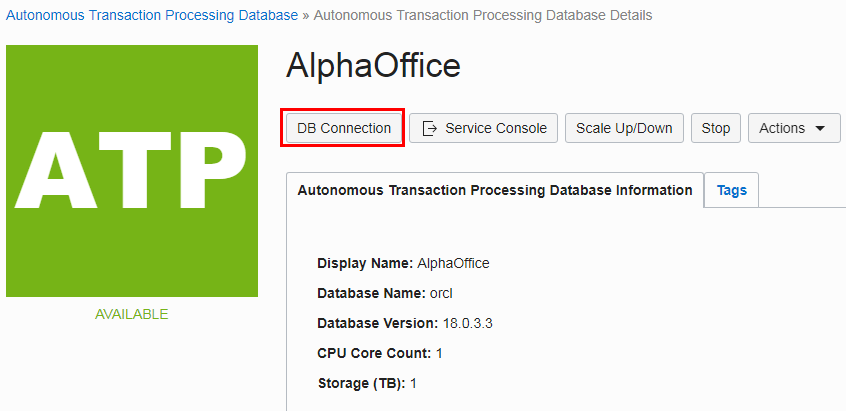 Autonomous Transaction Processing Database » Autonomous Transaction Processing Database Details
ATP
AVAILABLE
AlphaOffice
DB Connection Service Console Scale Up/Down Stop Actions
Autonomous Transaction Processing Database Information Tags
Display Name: AlphaOffice
Database Name: orcl
Database Version: 18.0.3.3
CPU Core Count: 1
Storage (TB): 1